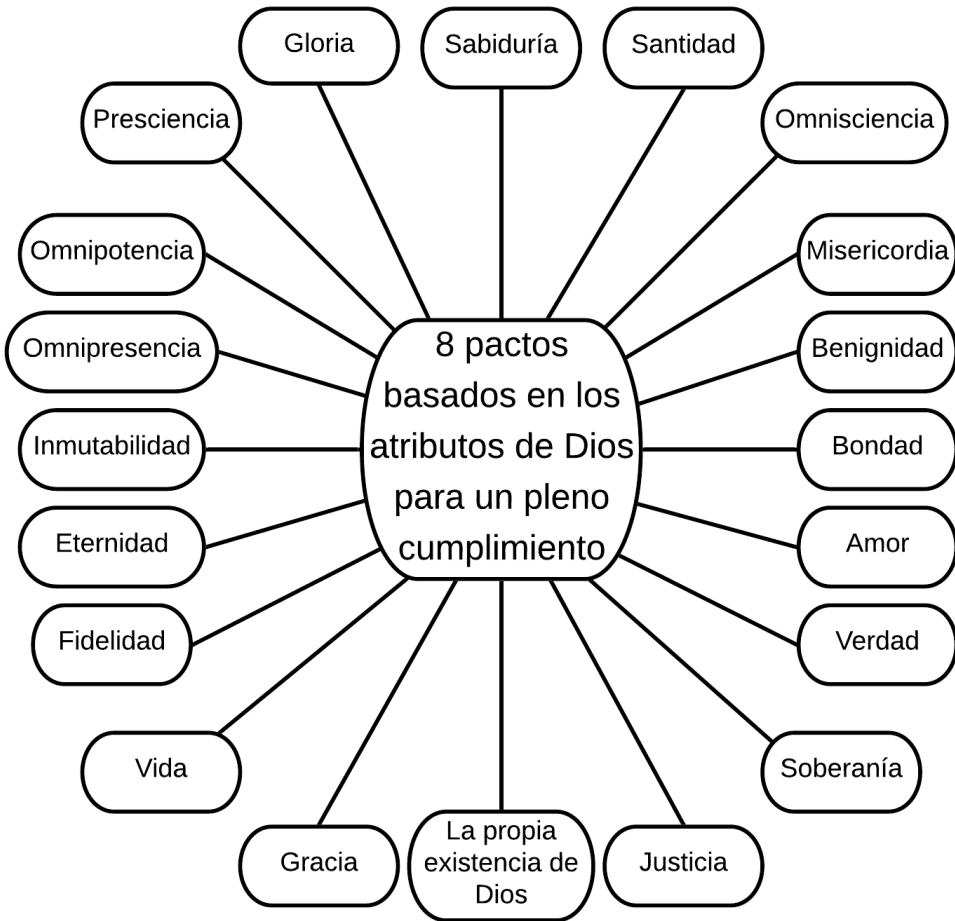 Gloria
Sabiduría
Santidad
Presciencia
Omnisciencia
Omnipotencia
Misericordia
Omnipresencia
Benignidad
8 pactos
basados en los
atributos de Dios
para un pleno
cumplimiento
Inmutabilidad
Bondad
Eternidad
Amor
Fidelidad
Verdad
Vida
Soberanía
Gracia
La propia
existencia de
Dios
Justicia